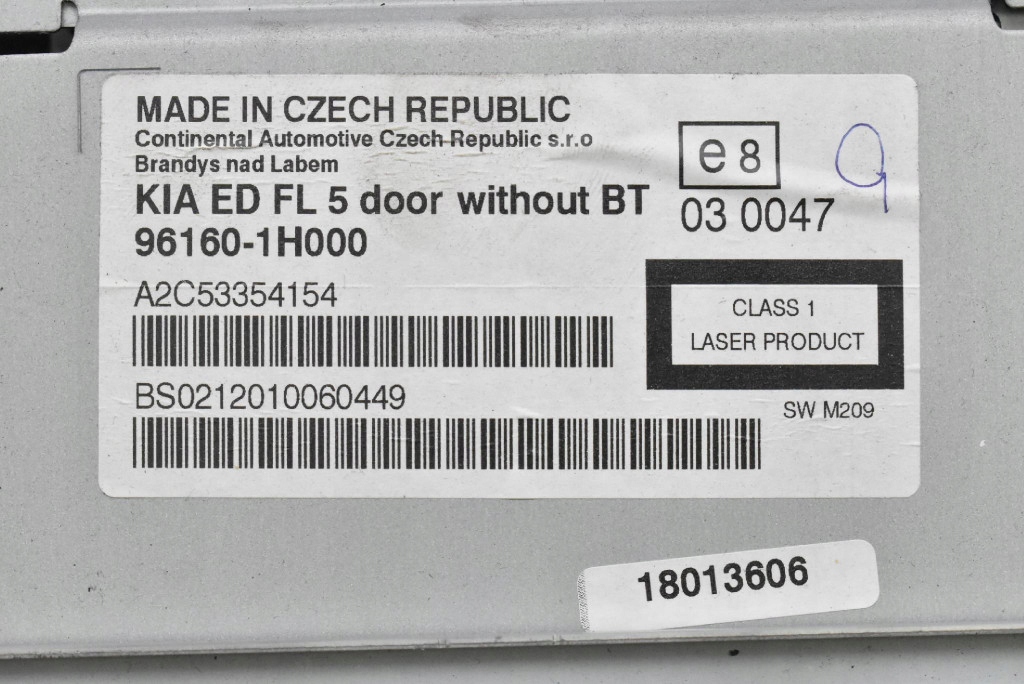 MADE IN CZECH REPUBLIC
Continental Automotive Czech Republic s.r.o
Brandys nad Labem
KIA ED FL 5 door without BT
96160-1H000
A2C53354154
BS0212010060449
e 8
03 0047
CLASS 1
LASER PRODUCT
SW M209
18013606